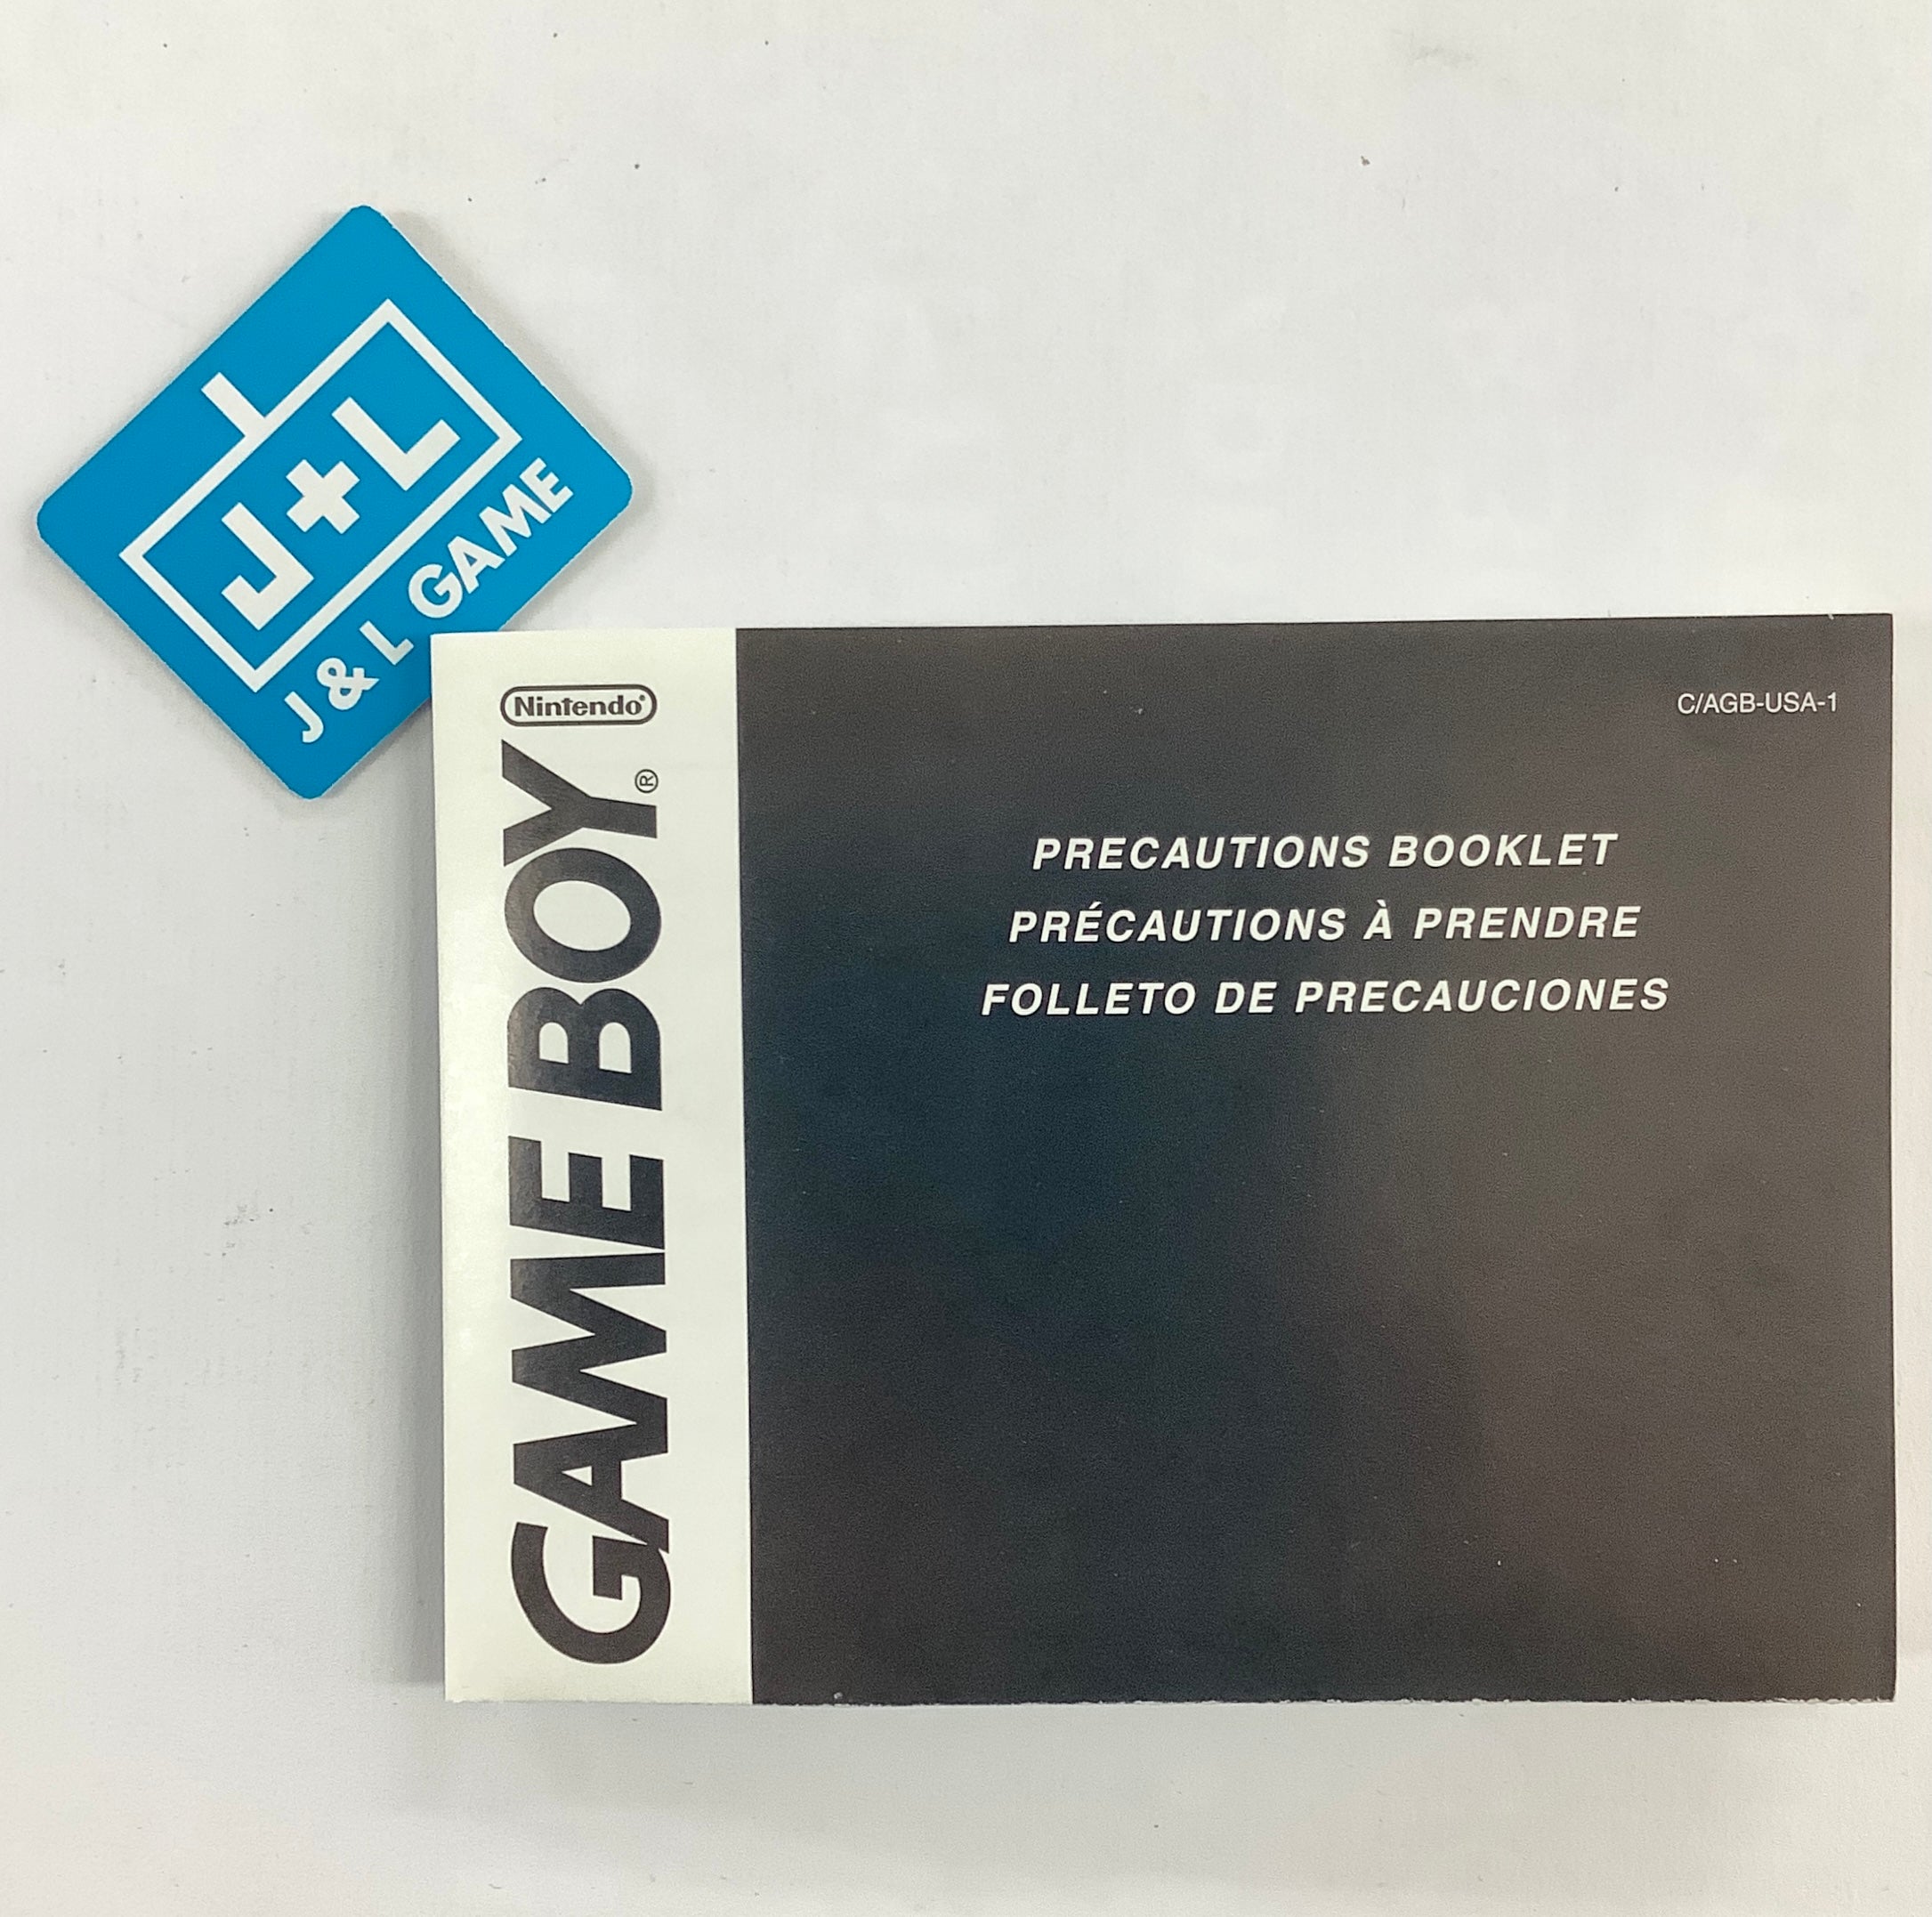 J+L
J & L GAME
Nintendo®
GAME BOY®
C/AGB-USA-1
PRECAUTIONS BOOKLET
PRÉCAUTIONS À PRENDRE
FOLLETO DE PRECAUCIONES